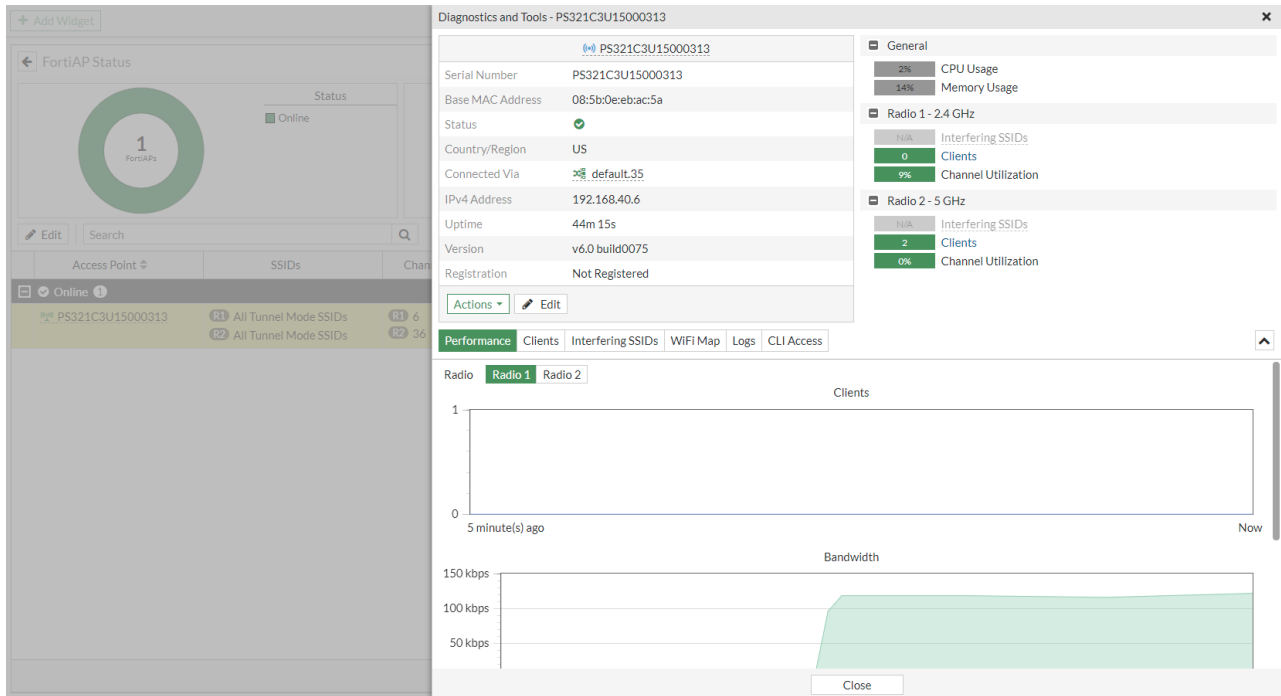 Add Widget
FortiAP Status
1
FortiAPs
Status
Online
Edit
Search
Access Point
SSIDs
Chan
Online 1
PS321C3U15000313
R1 All Tunnel Mode SSIDs
R2 All Tunnel Mode SSIDs
R1 6
R2 36
Diagnostics and Tools - PS321C3U15000313
PS321C3U15000313
Serial Number PS321C3U15000313
Base MAC Address 08:5b:0e:eb:ac:5a
Status
Country/Region US
Connected Via default.35
IPv4 Address 192.168.40.6
Uptime 44m 15s
Version v6.0 build0075
Registration Not Registered
Actions Edit
General
2% CPU Usage
14% Memory Usage
Radio 1 - 2.4 GHz
N/A Interfering SSIDs
0 Clients
9% Channel Utilization
Radio 2 - 5 GHz
N/A Interfering SSIDs
2 Clients
0% Channel Utilization
Performance Clients Interfering SSIDs WiFi Map Logs CLI Access
Radio Radio 1 Radio 2
Clients
1
0
5 minute(s) ago Now
Bandwidth
150 kbps
100 kbps
50 kbps
Close